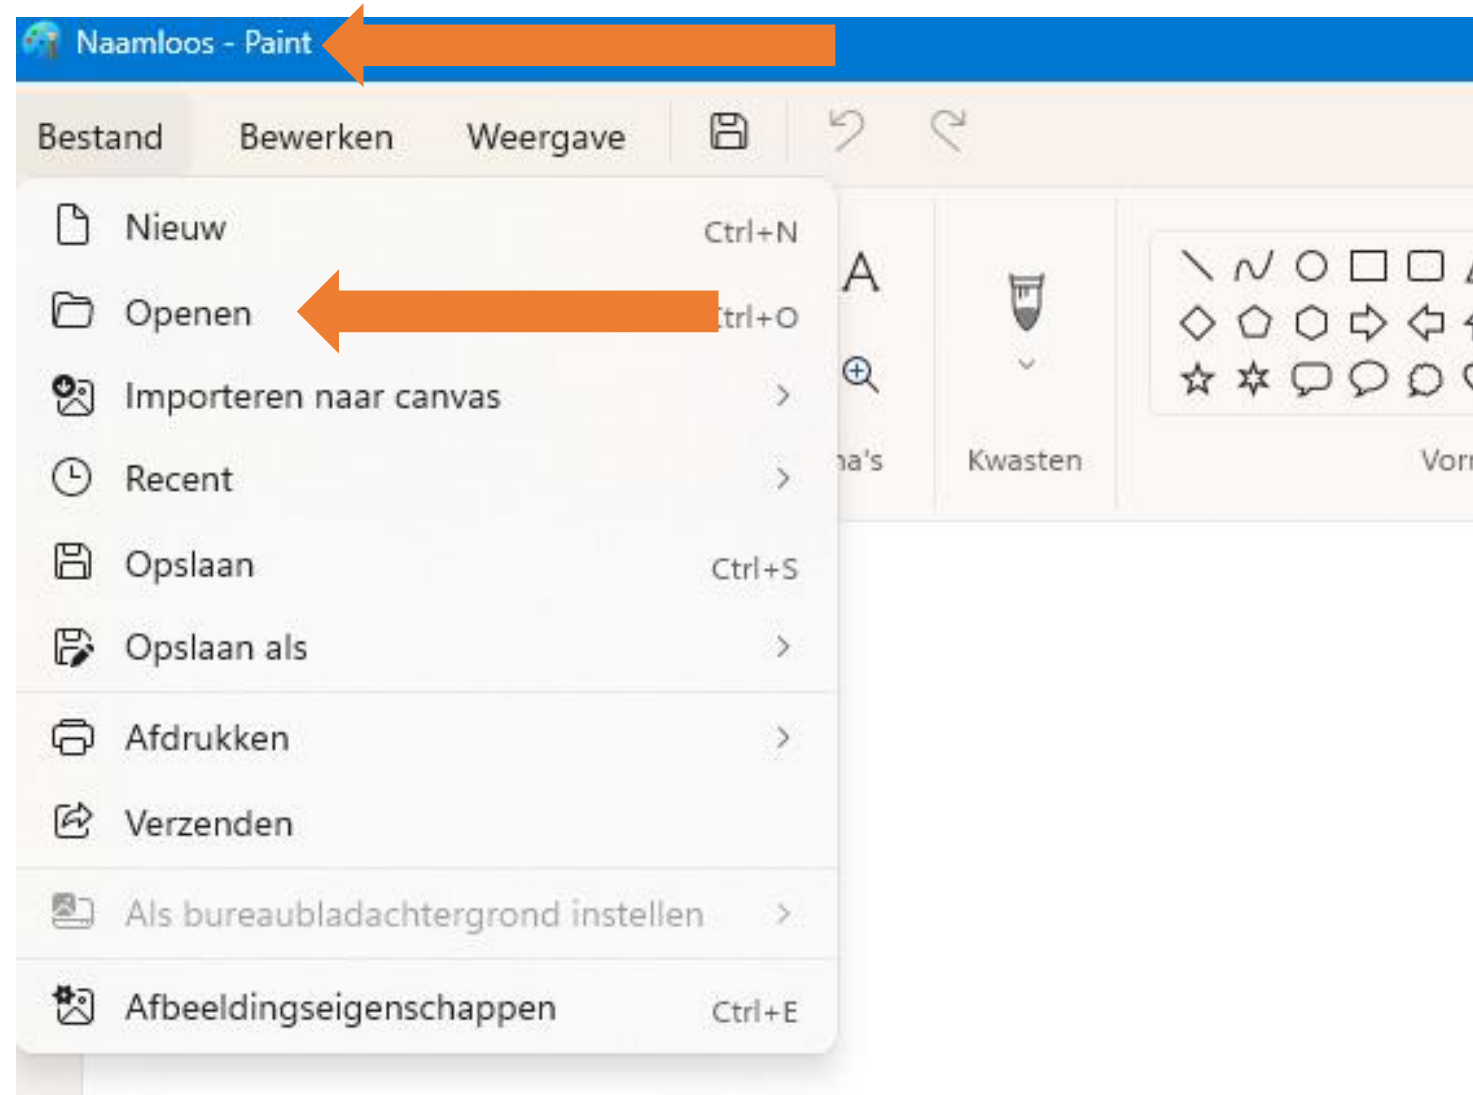 Naamloos - Paint
Bestand Bewerken Weergave
Nieuw Ctrl+N
Openen trl+O
Importeren naar canvas
Recent
Opslaan Ctrl+S
Opslaan als
Afdrukken
Verzenden
Als bureaubladachtergrond instellen
Afbeeldingseigenschappen Ctrl+E
A
Kwasten